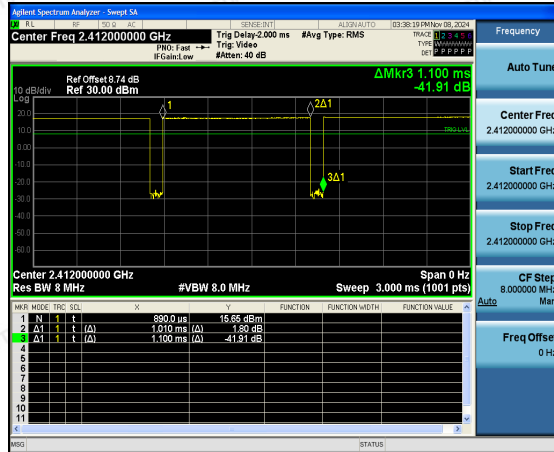 Agilent Spectrum Analyzer - Swept SA
RL RF 50 Ω AC SENSE:INT ALIGN AUTO 03:38:19 PM Nov 08, 2024
Center Freq 2.412000000 GHz
PNO: Fast
IFGain:Low
Trig Delay-2.000 ms
Trig: Video
#Atten: 40 dB
#Avg Type: RMS
TRACE 1 2 3 4 5 6
TYPE WWWWWW
DET P P P P P P
Frequency
Auto Tune
Center Freq
2.412000000 GHz
Start Freq
2.412000000 GHz
Stop Freq
2.412000000 GHz
CF Step
8.000000 MHz
Auto Man
Freq Offset
0 Hz
Ref Offset 8.74 dB
10 dB/div Ref 30.00 dBm
Log
ΔMkr3 1.100 ms
-41.91 dB
20.0
10.0
0.00
-10.0
-20.0
-30.0
-40.0
-50.0
-60.0
1
2Δ1
3Δ1
TRIG LVL
Center 2.412000000 GHz Span 0 Hz
Res BW 8 MHz #VBW 8.0 MHz Sweep 3.000 ms (1001 pts)
MKR MODE TRC SCL X Y FUNCTION FUNCTION WIDTH FUNCTION VALUE
1 N 1 t 890.0 µs 15.65 dBm
2 Δ1 1 t (Δ) 1.010 ms (Δ) 1.80 dB
3 Δ1 1 t (Δ) 1.100 ms (Δ) -41.91 dB
4
5
6
7
8
9
10
11
MSG STATUS